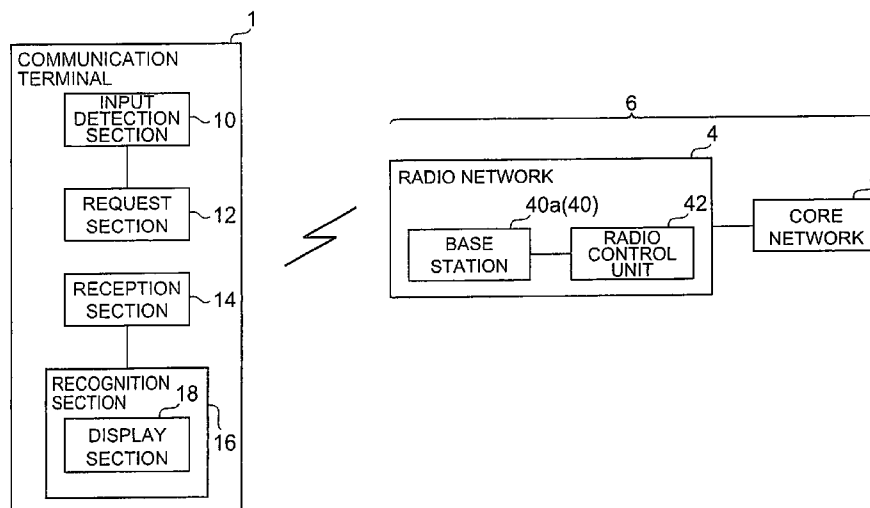 1
COMMUNICATION
TERMINAL
INPUT
DETECTION
SECTION
10
REQUEST
SECTION
12
RECEPTION
SECTION
14
RECOGNITION
SECTION
18
DISPLAY
SECTION
16
6
4
RADIO NETWORK
40a(40)
BASE
STATION
42
RADIO
CONTROL
UNIT
CORE
NETWORK